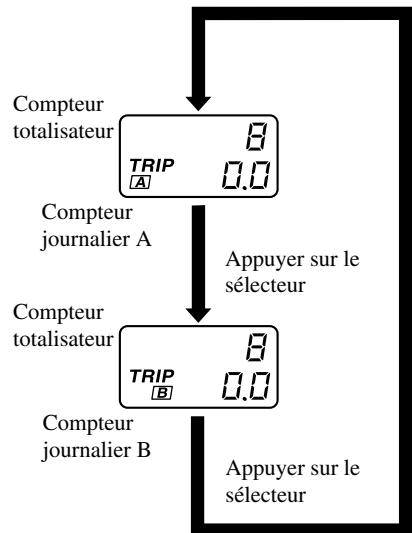 Compteur
totalisateur
8
TRIP
A 0.0
Compteur
journalier A
Appuyer sur le
sélecteur
Compteur
totalisateur
8
TRIP
B 0.0
Compteur
journalier B
Appuyer sur le
sélecteur